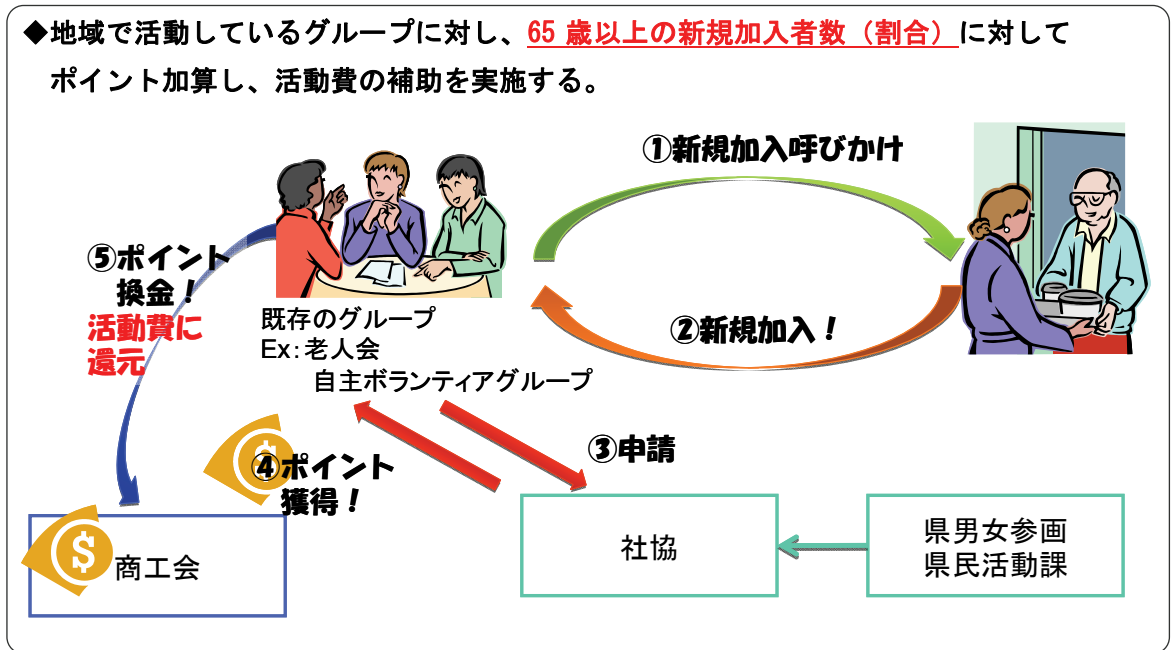 ◆地域で活動しているグループに対し、65 歳以上の新規加入者数（割合）に対して
ポイント加算し、活動費の補助を実施する。
①新規加入呼びかけ
⑤ポイント
換金！
活動費に
還元
既存のグループ
Ex：老人会
自主ボランティアグループ
②新規加入！
③申請
④ポイント
獲得！
$
$
商工会
社協
県男女参画
県民活動課